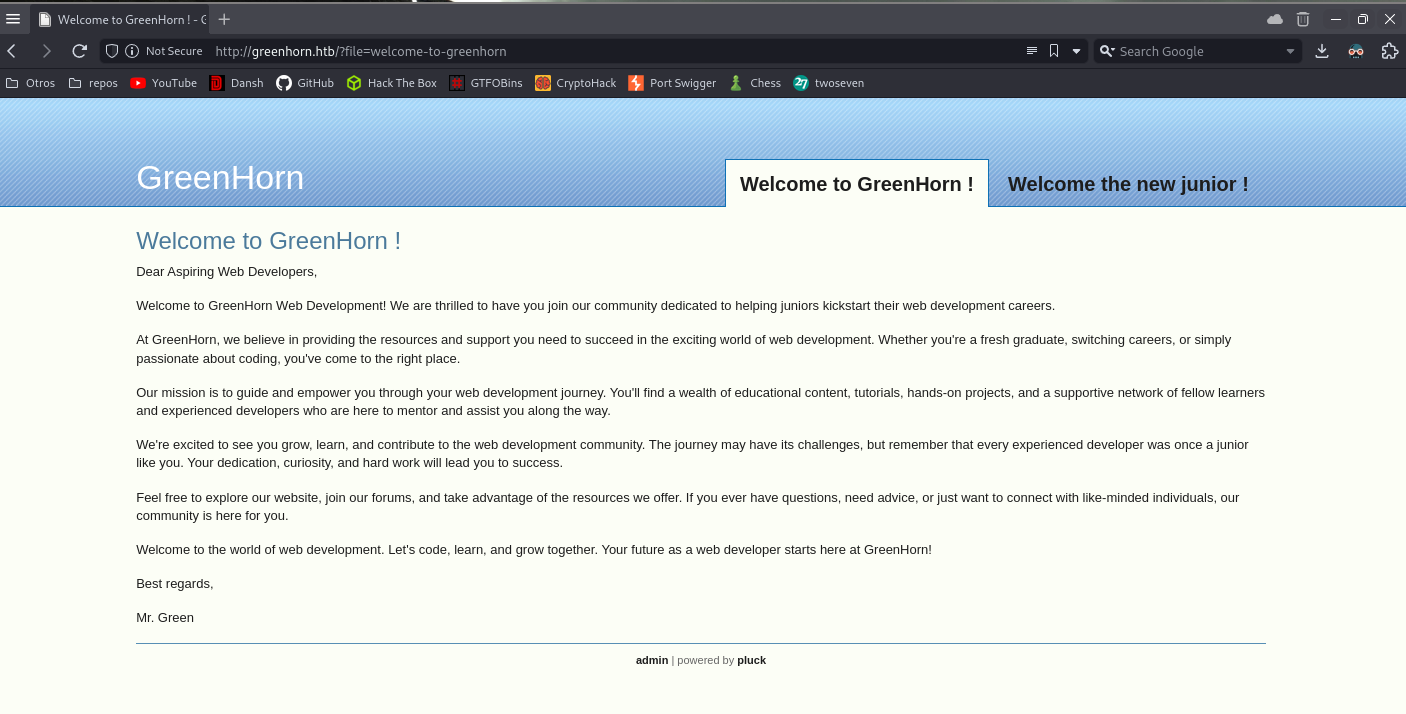 Welcome to GreenHorn ! - G
Not Secure http://greenhorn.htb/?file=welcome-to-greenhorn Search Google
Otros repos YouTube Dansh GitHub Hack The Box GTFOBins CryptoHack Port Swigger Chess twoseven
GreenHorn Welcome to GreenHorn ! Welcome the new junior !
Welcome to GreenHorn !
Dear Aspiring Web Developers,
Welcome to GreenHorn Web Development! We are thrilled to have you join our community dedicated to helping juniors kickstart their web development careers.
At GreenHorn, we believe in providing the resources and support you need to succeed in the exciting world of web development. Whether you're a fresh graduate, switching careers, or simply
passionate about coding, you've come to the right place.
Our mission is to guide and empower you through your web development journey. You'll find a wealth of educational content, tutorials, hands-on projects, and a supportive network of fellow learners
and experienced developers who are here to mentor and assist you along the way.
We're excited to see you grow, learn, and contribute to the web development community. The journey may have its challenges, but remember that every experienced developer was once a junior
like you. Your dedication, curiosity, and hard work will lead you to success.
Feel free to explore our website, join our forums, and take advantage of the resources we offer. If you ever have questions, need advice, or just want to connect with like-minded individuals, our
community is here for you.
Welcome to the world of web development. Let's code, learn, and grow together. Your future as a web developer starts here at GreenHorn!
Best regards,
Mr. Green
admin | powered by pluck